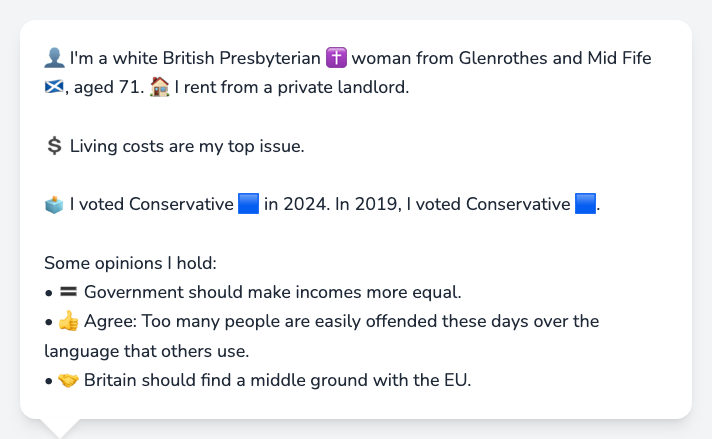 👤 I'm a white British Presbyterian ✝️ woman from Glenrothes and Mid Fife
🏴󠁧󠁢󠁳󠁣󠁴󠁿, aged 71. 🏠 I rent from a private landlord.
💲 Living costs are my top issue.
🗳️ I voted Conservative 🟦 in 2024. In 2019, I voted Conservative 🟦.
Some opinions I hold:
• 🟰 Government should make incomes more equal.
• 👍 Agree: Too many people are easily offended these days over the
language that others use.
• 🤝 Britain should find a middle ground with the EU.